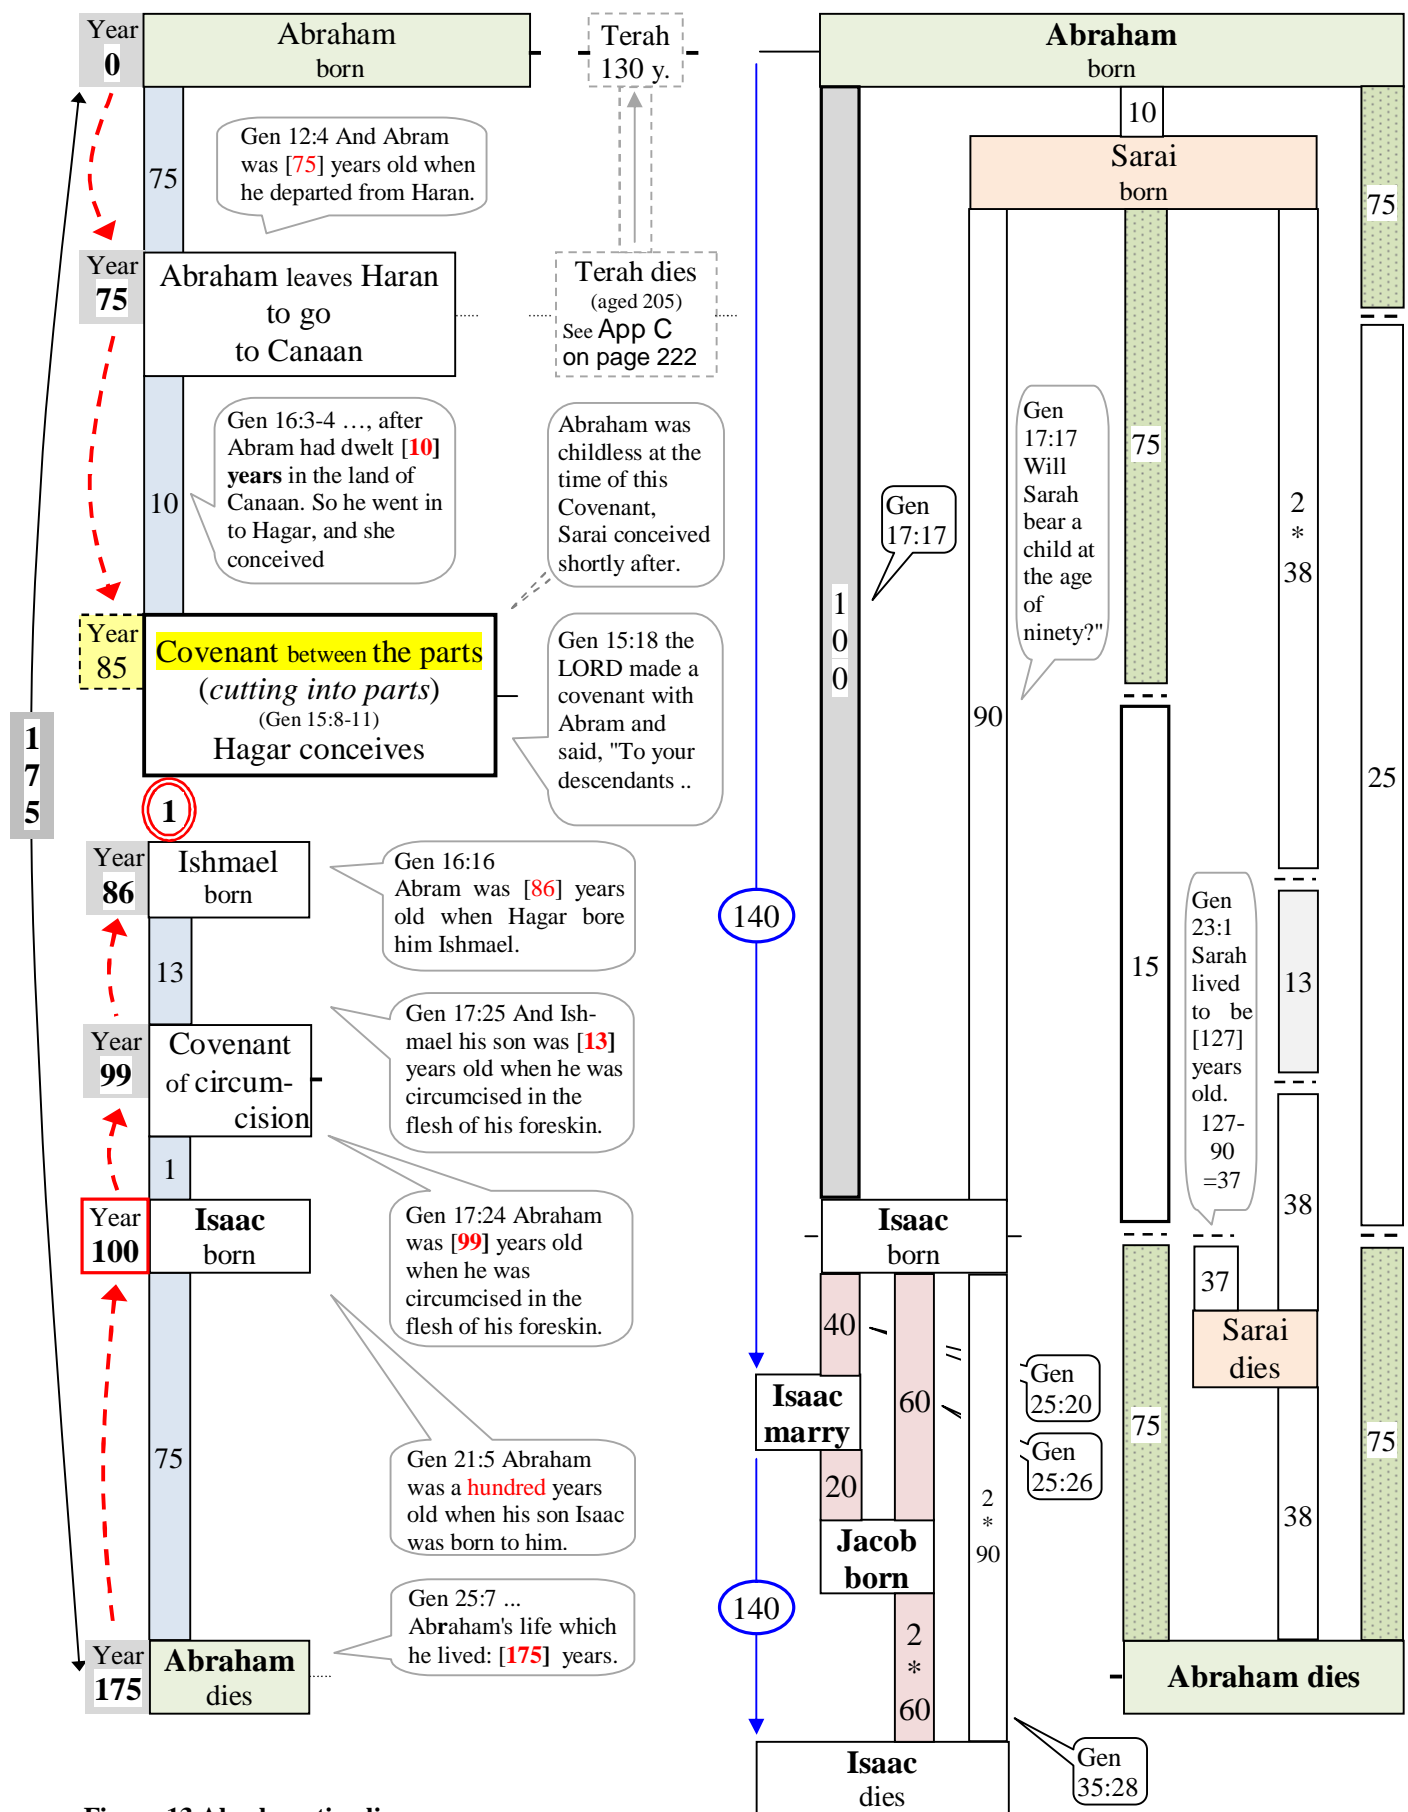 Year
0
Abraham
born
Terah
130 y.
75
Gen 12:4 And Abram
was [75] years old when
he departed from Haran.
Year
75
Abraham leaves Haran
to go
to Canaan
Terah dies
(aged 205)
See App C
on page 222
10
Gen 16:3-4 …, after
Abram had dwelt [10]
years in the land of
Canaan. So he went in
to Hagar, and she
conceived
Abraham was
childless at the
time of this
Covenant,
Sarai conceived
shortly after.
Year
85
Covenant between the parts
(cutting into parts)
(Gen 15:8-11)
Hagar conceives
Gen 15:18 the
LORD made a
covenant with
Abram and
said, "To your
descendants ..
1
7
5
1
Year
86
Ishmael
born
Gen 16:16
Abram was [86] years
old when Hagar bore
him Ishmael.
13
Year
99
Covenant
of circum-
cision
Gen 17:25 And Ish-
mael his son was [13]
years old when he was
circumcised in the
flesh of his foreskin.
1
Year
100
Isaac
born
Gen 17:24 Abraham
was [99] years old
when he was
circumcised in the
flesh of his foreskin.
75
Gen 21:5 Abraham
was a hundred years
old when his son Isaac
was born to him.
Year
175
Abraham
dies
Gen 25:7 ...
Abraham's life which
he lived: [175] years.
Abraham
born
10
Sarai
born
75
1
0
0
Gen
17:17
90
Gen
17:17
Will
Sarah
bear a
child at
the age
of
ninety?"
75
2
*
38
25
140
15
Gen
23:1
Sarah
lived
to be
[127]
years
old.
127-
90
=37
13
38
Isaac
born
37
Sarai
dies
40
60
Gen
25:20
Gen
25:26
Isaac
marry
20
2
*
90
75
38
75
Jacob
born
140
2
*
60
Abraham dies
Gen
35:28
Isaac
dies